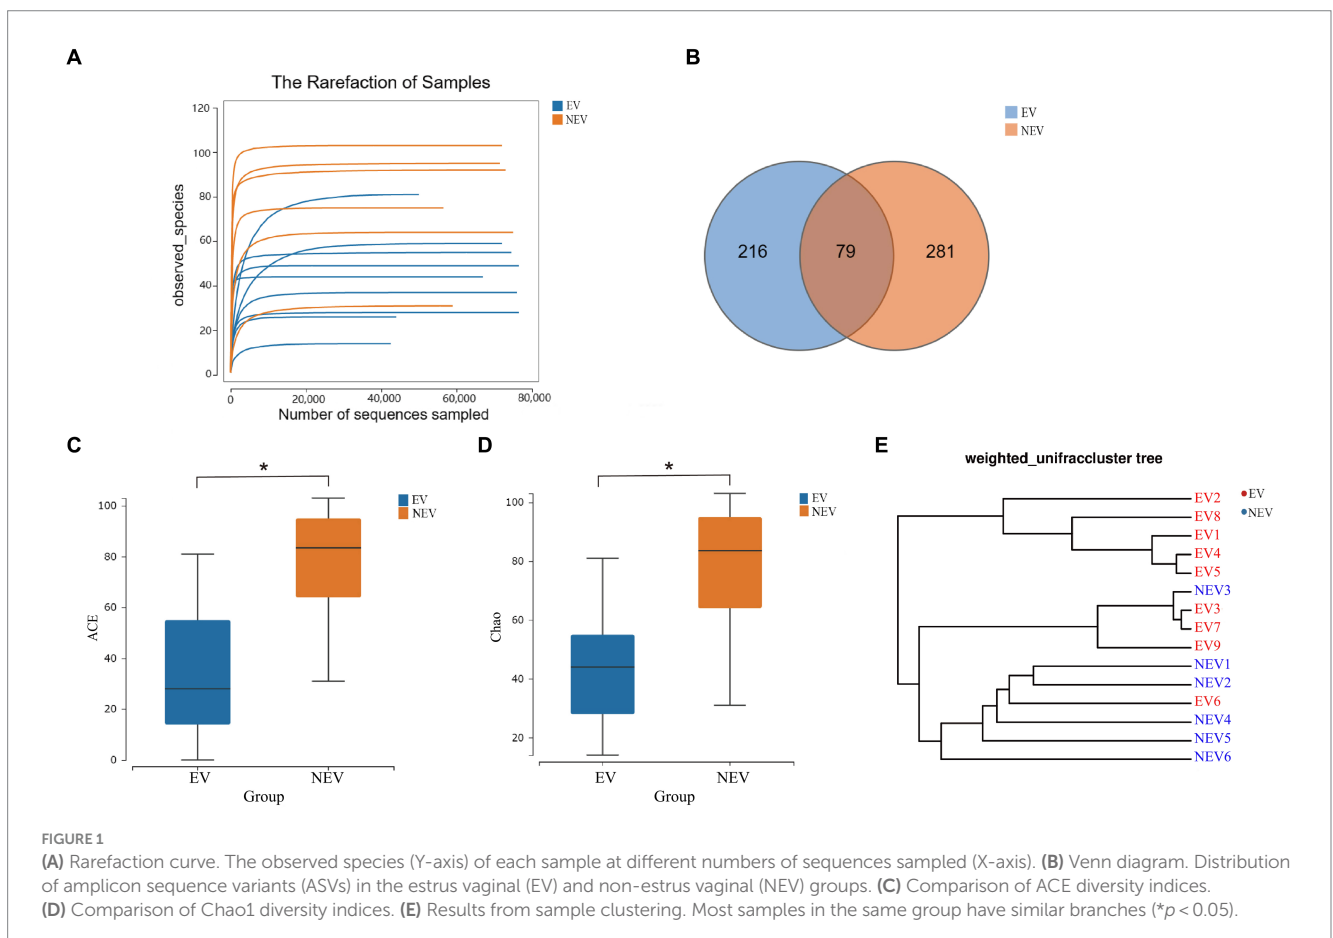 A
The Rarefaction of Samples
EV
NEV
120
100
80
60
40
20
0
observed_species
0
20,000
40,000
60,000
80,000
Number of sequences sampled
B
EV
NEV
216
79
281
C
*
EV
NEV
100
80
60
40
20
0
ACE
EV
NEV
Group
D
*
EV
NEV
100
80
60
40
20
Chao
EV
NEV
Group
E
weighted_unifraccluster tree
EV
NEV
EV2
EV8
EV1
EV4
EV5
NEV3
EV3
EV7
EV9
NEV1
NEV2
EV6
NEV4
NEV5
NEV6
FIGURE 1
(A) Rarefaction curve. The observed species (Y-axis) of each sample at different numbers of sequences sampled (X-axis). (B) Venn diagram. Distribution
of amplicon sequence variants (ASVs) in the estrus vaginal (EV) and non-estrus vaginal (NEV) groups. (C) Comparison of ACE diversity indices.
(D) Comparison of Chao1 diversity indices. (E) Results from sample clustering. Most samples in the same group have similar branches (*p < 0.05).